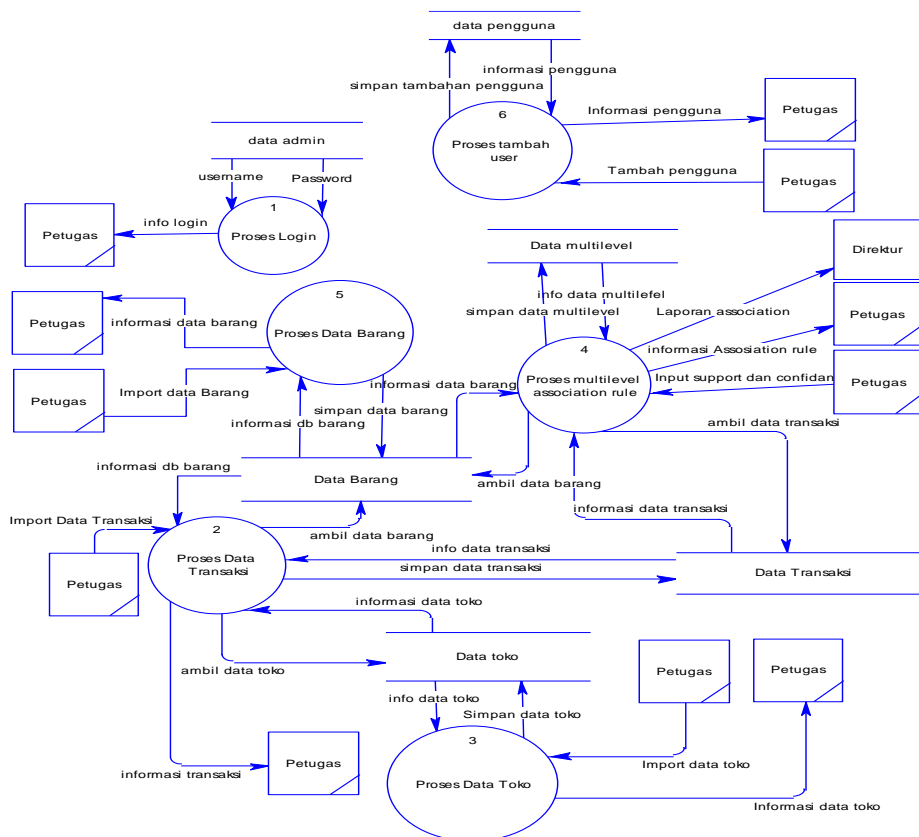 data pengguna
informasi pengguna
simpan tambahan pengguna
6
Proses tambah
user
Informasi pengguna
Petugas
Tambah pengguna
Petugas
data admin
username
Password
1
Proses Login
info login
Petugas
Data multilevel
info data multilefel
simpan data multilevel
Direktur
Laporan association
Petugas
informasi Assosiation rule
Input support dan confidan
Petugas
4
Proses multilevel
association rule
5
Proses Data Barang
Petugas
informasi data barang
Petugas
Import data Barang
informasi data barang
simpan data barang
informasi db barang
ambil data transaksi
ambil data barang
informasi data transaksi
informasi db barang
Data Barang
Import Data Transaksi
Petugas
2
Proses Data
Transaksi
ambil data barang
info data transaksi
simpan data transaksi
Data Transaksi
informasi data toko
ambil data toko
Data toko
info data toko
Simpan data toko
Petugas
Petugas
3
Proses Data Toko
Import data toko
Informasi data toko
informasi transaksi
Petugas